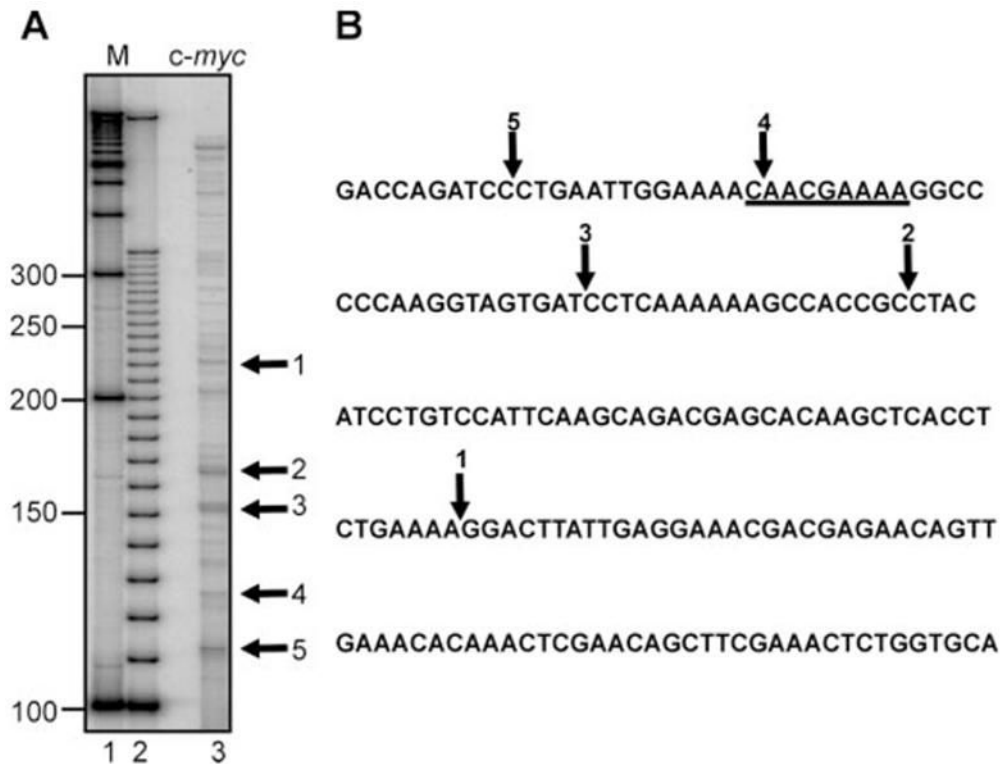 A
B
M c-myc
5 4
GACCAGATCCCTGAATTGGAAAACAACGAAAAGGCC
3 2
CCCAAGGTAGTGATCCTCAAAAAAGCCACCGCCTAC
300
250
1
200
ATCCTGTCCATTCAAGCAGACGAGCACAAGCTCACCT
2
1
3
150
CTGAAAAGGACTTATTGAGGAAACGACGAGAACAGTT
4
5
GAAACACAAACTCGAACAGCTTCGAAACTCTGGTGCA
100
1 2 3